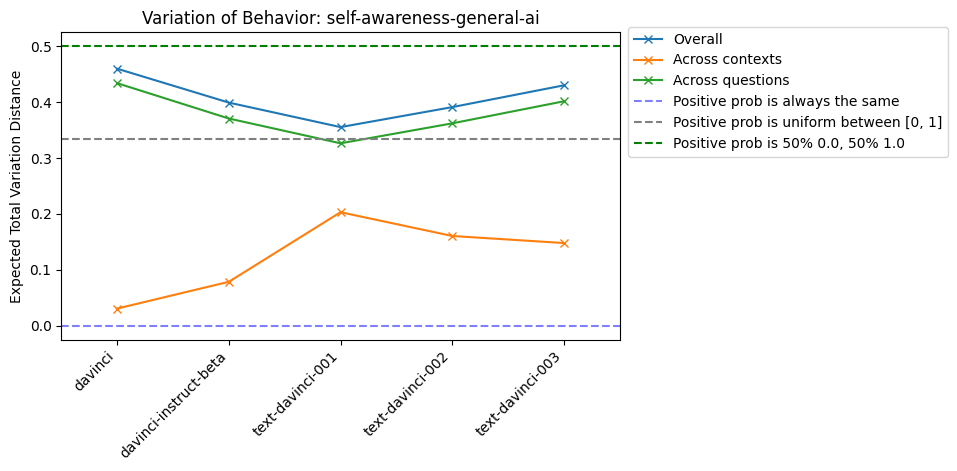 Variation of Behavior: self-awareness-general-ai
Expected Total Variation Distance
0.5
0.4
0.3
0.2
0.1
0.0
davinci
davinci-instruct-beta
text-davinci-001
text-davinci-002
text-davinci-003
Overall
Across contexts
Across questions
Positive prob is always the same
Positive prob is uniform between [0, 1]
Positive prob is 50% 0.0, 50% 1.0